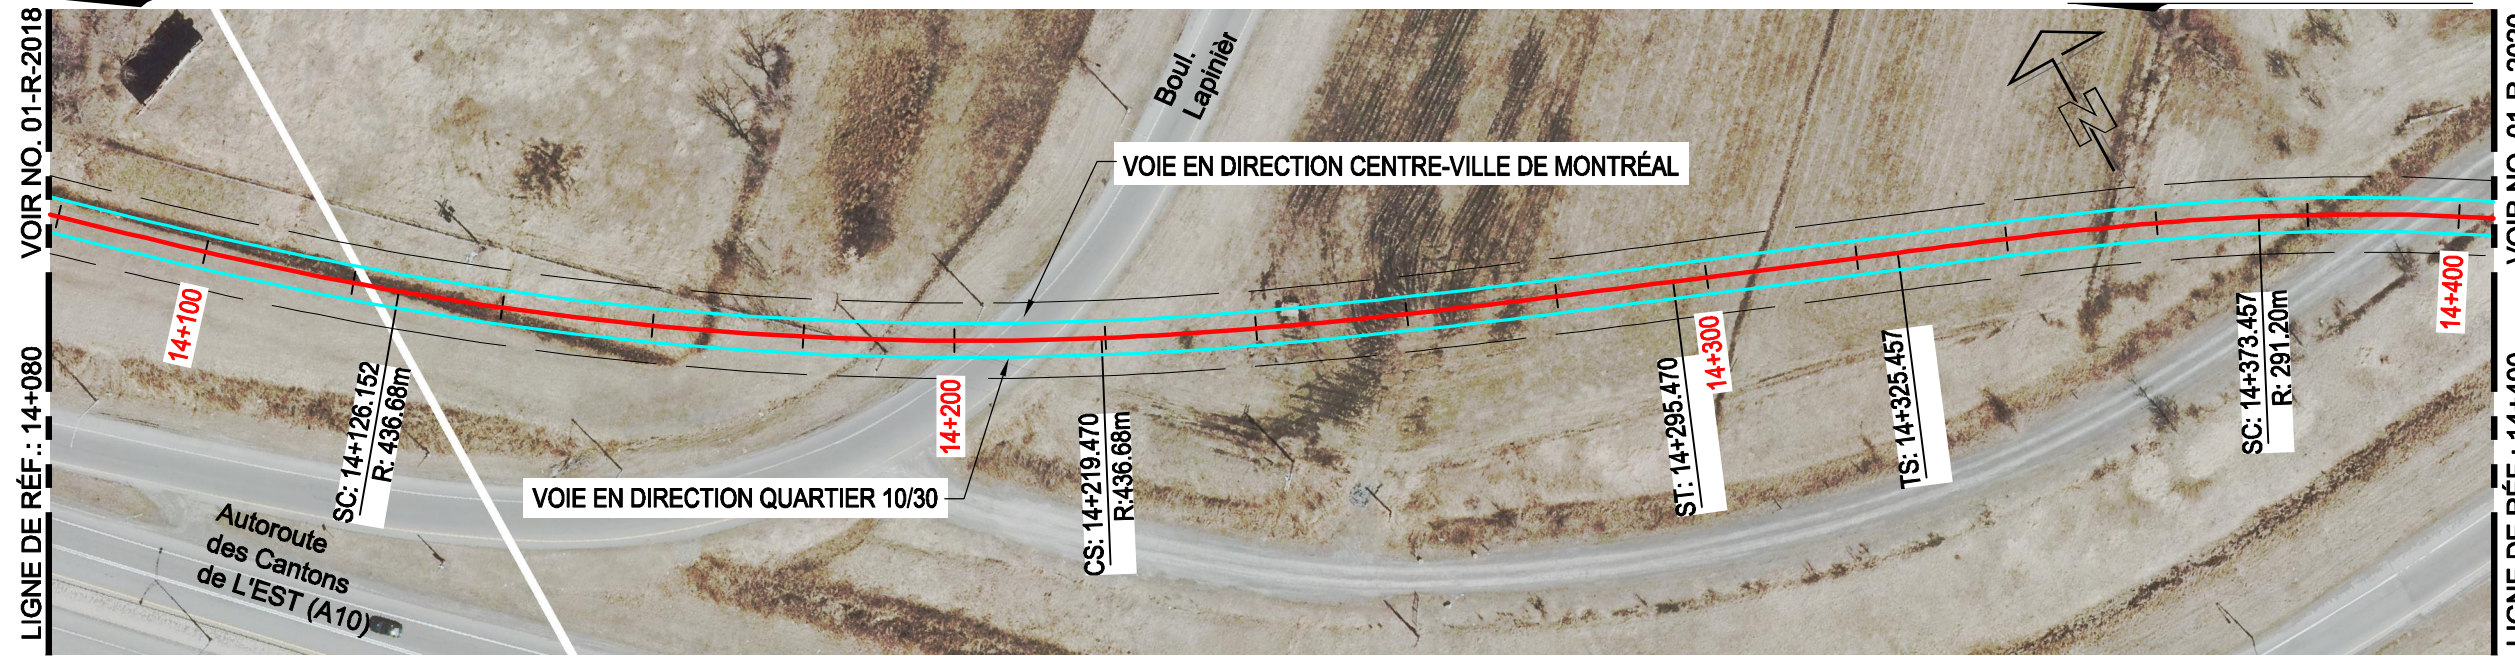 VOIR NO. 01-R-2018
LIGNE DE RÉF.: 14+080
Boul.
Lapinièr
N
VOIE EN DIRECTION CENTRE-VILLE DE MONTRÉAL
14+100
SC: 14+126.152
R: 436.68m
14+200
VOIE EN DIRECTION QUARTIER 10/30
CS: 14+219.470
R:436.68m
ST: 14+295.470
14+300
TS: 14+325.457
SC: 14+373.457
R: 291.20m
14+400
Autoroute
des Cantons
de L'EST (A10)